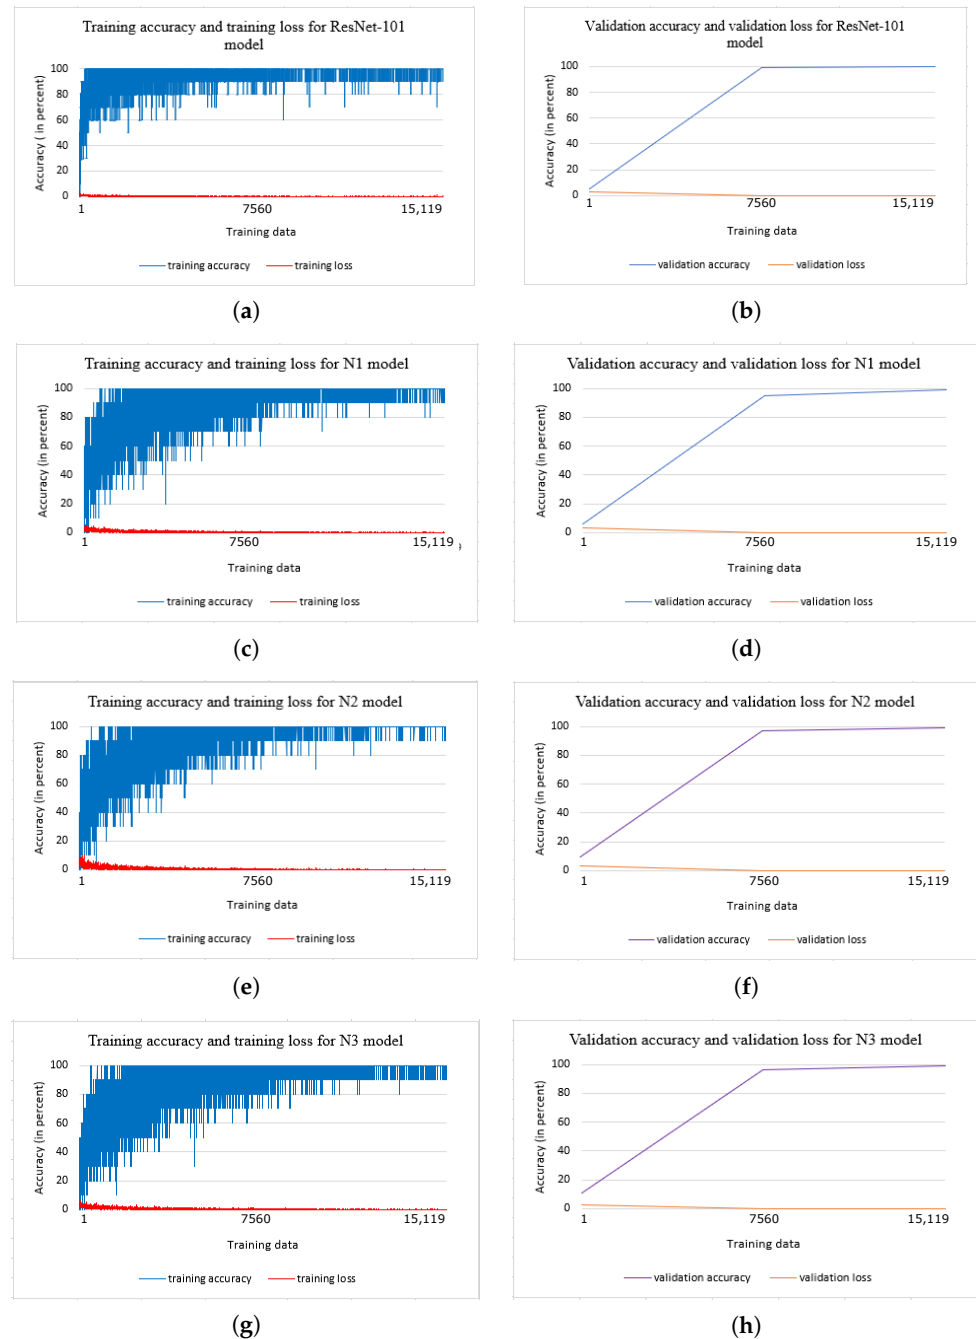 Training accuracy and training loss for ResNet-101
model
Accuracy ( in percent)
100
80
60
40
20
0
1
7560
15,119
Training data
training accuracy
training loss
(a)
Validation accuracy and validation loss for ResNet-101
model
Accuracy (in percent)
100
80
60
40
20
0
1
7560
15,119
Training data
validation accuracy
validation loss
(b)
Training accuracy and training loss for N1 model
Accuracy (in percent)
100
80
60
40
20
0
1
7560
15,119
Training data
training accuracy
training loss
(c)
Validation accuracy and validation loss for N1 model
Accuracy (in percent)
100
80
60
40
20
0
1
7560
15,119
Training data
validation accuracy
validation loss
(d)
Training accuracy and training loss for N2 model
Accuracy (in percent)
100
80
60
40
20
0
1
7560
15,119
Training data
training accuracy
training loss
(e)
Validation accuracy and validation loss for N2 model
Accuracy (in percent)
100
80
60
40
20
0
1
7560
15,119
Training data
validation accuracy
validation loss
(f)
Training accuracy and training loss for N3 model
Accuracy (in percent)
100
80
60
40
20
0
1
7560
15,119
Training data
training accuracy
training loss
(g)
Validation accuracy and validation loss for N3 model
Accuracy (in percent)
100
80
60
40
20
0
1
7560
15,119
Training data
validation accuracy
validation loss
(h)